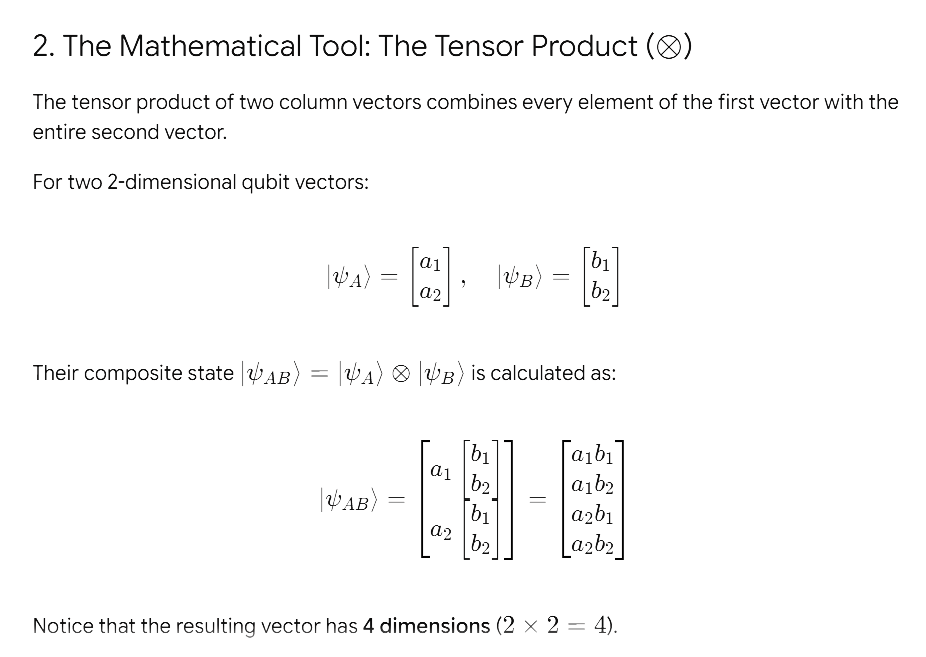 2. The Mathematical Tool: The Tensor Product (⊗)
The tensor product of two column vectors combines every element of the first vector with the
entire second vector.
For two 2-dimensional qubit vectors:
|ψ_A⟩ = [a₁ a₂], |ψ_B⟩ = [b₁ b₂]
Their composite state |ψ_AB⟩ = |ψ_A⟩ ⊗ |ψ_B⟩ is calculated as:
|ψ_AB⟩ = [a₁ [b₁ b₂] a₂ [b₁ b₂]] = [a₁b₁ a₁b₂ a₂b₁ a₂b₂]
Notice that the resulting vector has 4 dimensions (2 × 2 = 4).